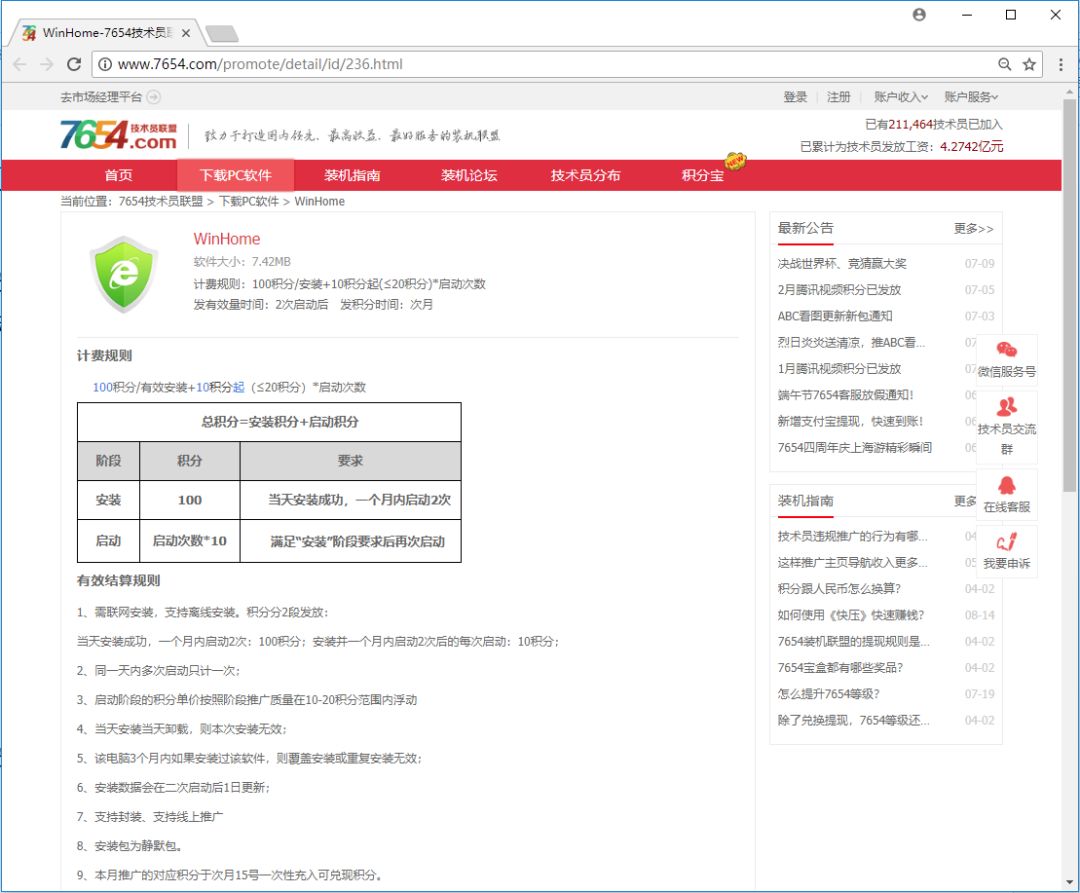 WinHome-7654技术员
www.7654.com/promote/detail/id/236.html
去市场经理平台
登录 | 注册 | 账户收入 账户服务
7654.com 技术员联盟 致力于打造国内领先、最高收益、最好服务的装机联盟
已有211,464技术员已加入
已累计为技术员发放工资：4.2742亿元
首页 下载PC软件 装机指南 装机论坛 技术员分布 积分宝 NEW
当前位置：7654技术员联盟 > 下载PC软件 > WinHome
WinHome
软件大小：7.42MB
计费规则：100积分/安装+10积分起(≤20积分)*启动次数
发有效量时间：2次启动后 发积分时间：次月
计费规则
100积分/有效安装+10积分起（≤20积分）*启动次数
总积分=安装积分+启动积分
阶段 积分 要求
安装 100 当天安装成功，一个月内启动2次
启动 启动次数*10 满足“安装”阶段要求后再次启动
有效结算规则
1、需联网安装，支持离线安装。积分分2段发放：
当天安装成功，一个月内启动2次：100积分；安装并一个月内启动2次后的每次启动：10积分；
2、同一天内多次启动只计一次；
3、启动阶段的积分单价按照阶段推广质量在10-20积分范围内浮动
4、当天安装当天卸载，则本次安装无效；
5、该电脑3个月内如果安装过该软件，则覆盖安装或重复安装无效；
6、安装数据会在二次启动后1日更新；
7、支持封装、支持线上推广
8、安装包为静默包。
9、本月推广的对应积分于次月15号一次性充入可兑现积分。
最新公告 更多>>
决战世界杯、竞猜赢大奖 07-09
2月腾讯视频积分已发放 07-05
ABC看图更新新包通知 07-03
烈日炎炎送清凉，推ABC看... 07
1月腾讯视频积分已发放 07
端午节7654客服放假通知! 06
新增支付宝提现，快速到账! 06
7654四周年庆上海游精彩瞬间 06
装机指南 更多
技术员违规推广的行为有哪... 04
这样推广主页导航收入更多... 05
积分跟人民币怎么换算? 04-02
如何使用《快压》快速赚钱? 08-14
7654装机联盟的提现规则是... 04-02
7654宝盒都有哪些奖品? 04-02
怎么提升7654等级? 07-19
除了兑换提现，7654等级还... 04-02
微信服务号
技术员交流
群
在线客服
我要申诉